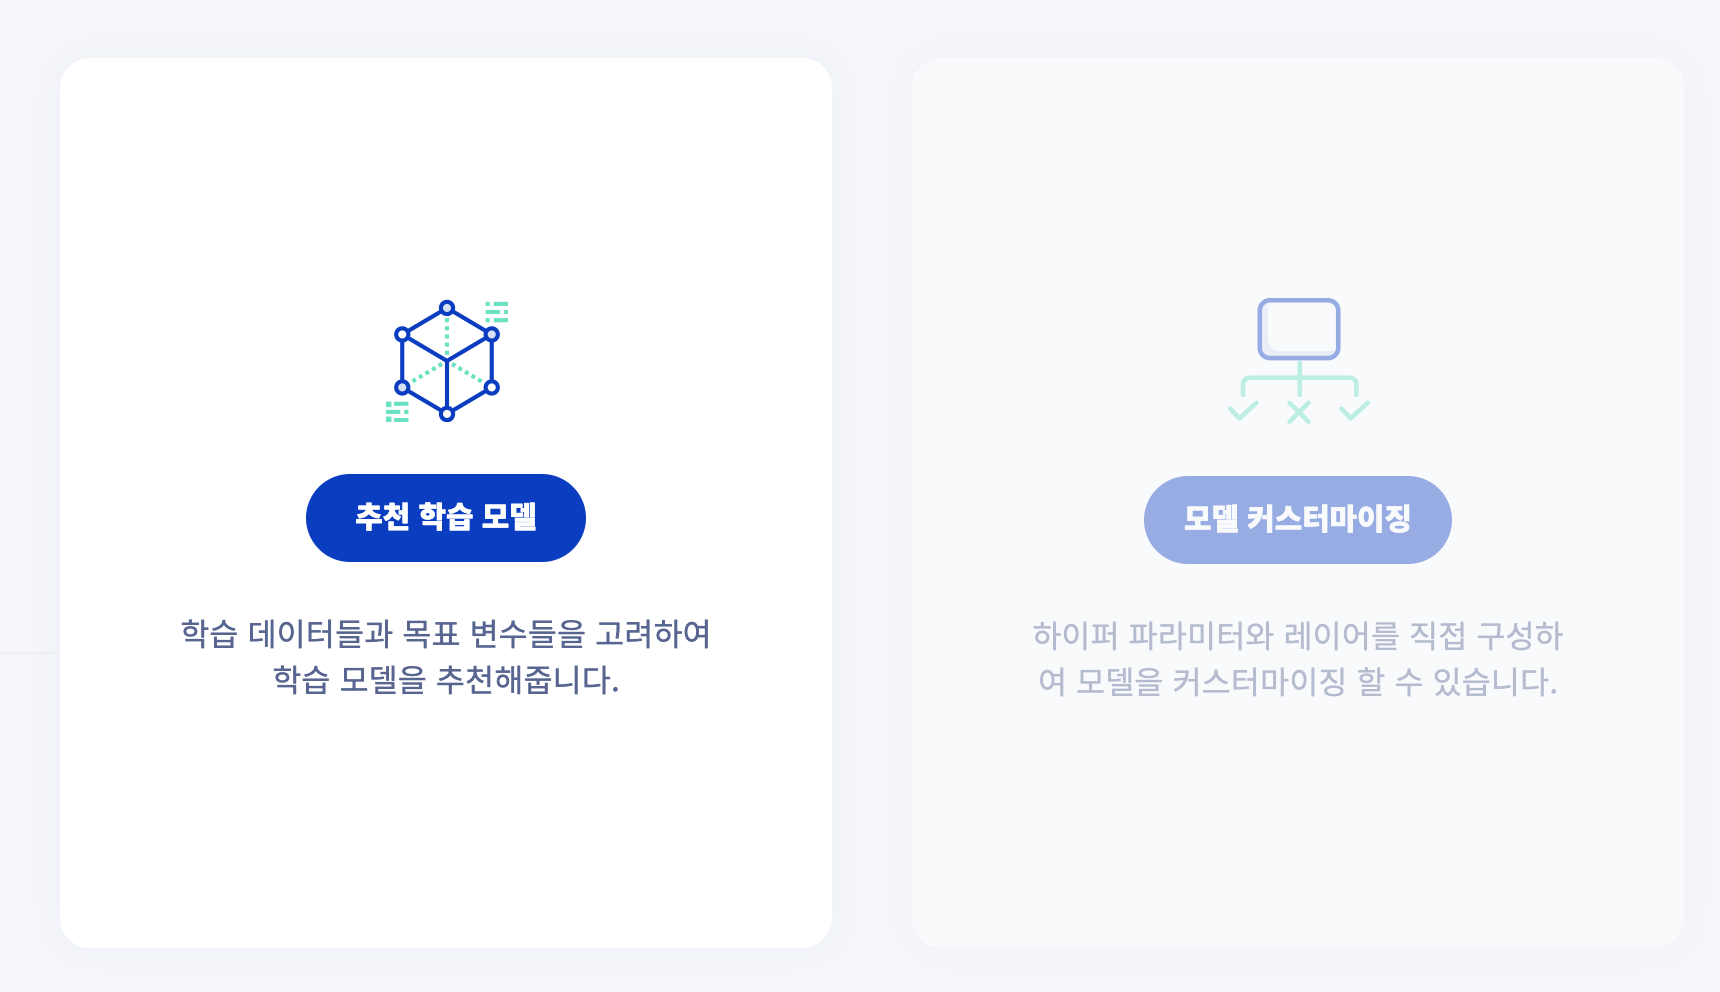 추천 학습 모델
학습 데이터들과 목표 변수들을 고려하여
학습 모델을 추천해줍니다.
모델 커스터마이징
하이퍼 파라미터와 레이어를 직접 구성하
여 모델을 커스터마이징 할 수 있습니다.